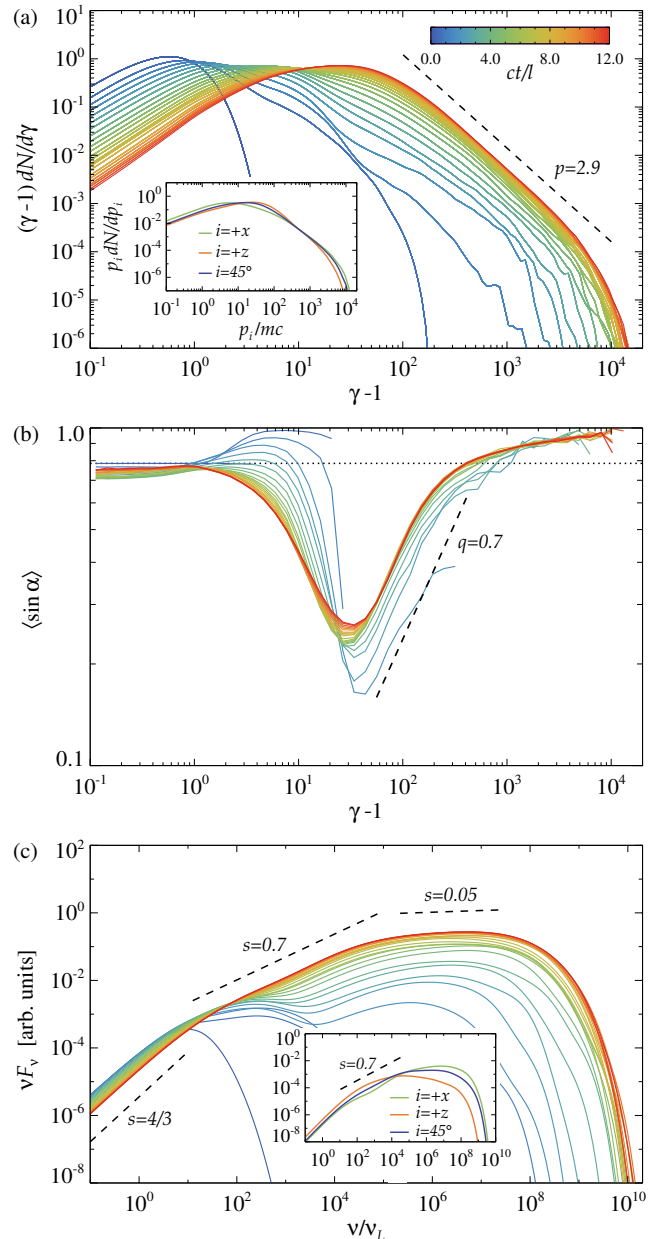 (a)
10^1
10^0
10^-1
10^-2
10^-3
10^-4
10^-5
10^-6
(γ-1) dN/dγ
0.0 4.0 8.0 12.0
ct/l
p=2.9
10^0
10^-2
10^-4
10^-6
p_i dN/dp_i
i=+x
i=+z
i=45°
10^-1 10^0 10^1 10^2 10^3 10^4
p_i/mc
10^-1 10^0 10^1 10^2 10^3 10^4
γ-1
(b)
1.0
0.1
⟨sin α⟩
q=0.7
10^-1 10^0 10^1 10^2 10^3 10^4
γ-1
(c)
10^2
10^0
10^-2
10^-4
10^-6
10^-8
νF_ν [arb. units]
s=0.05
s=0.7
s=4/3
10^0
10^-2
10^-4
10^-6
10^-8
s=0.7
i=+x
i=+z
i=45°
10^0 10^2 10^4 10^6 10^8 10^10
10^0 10^2 10^4 10^6 10^8 10^10
ν/ν_L